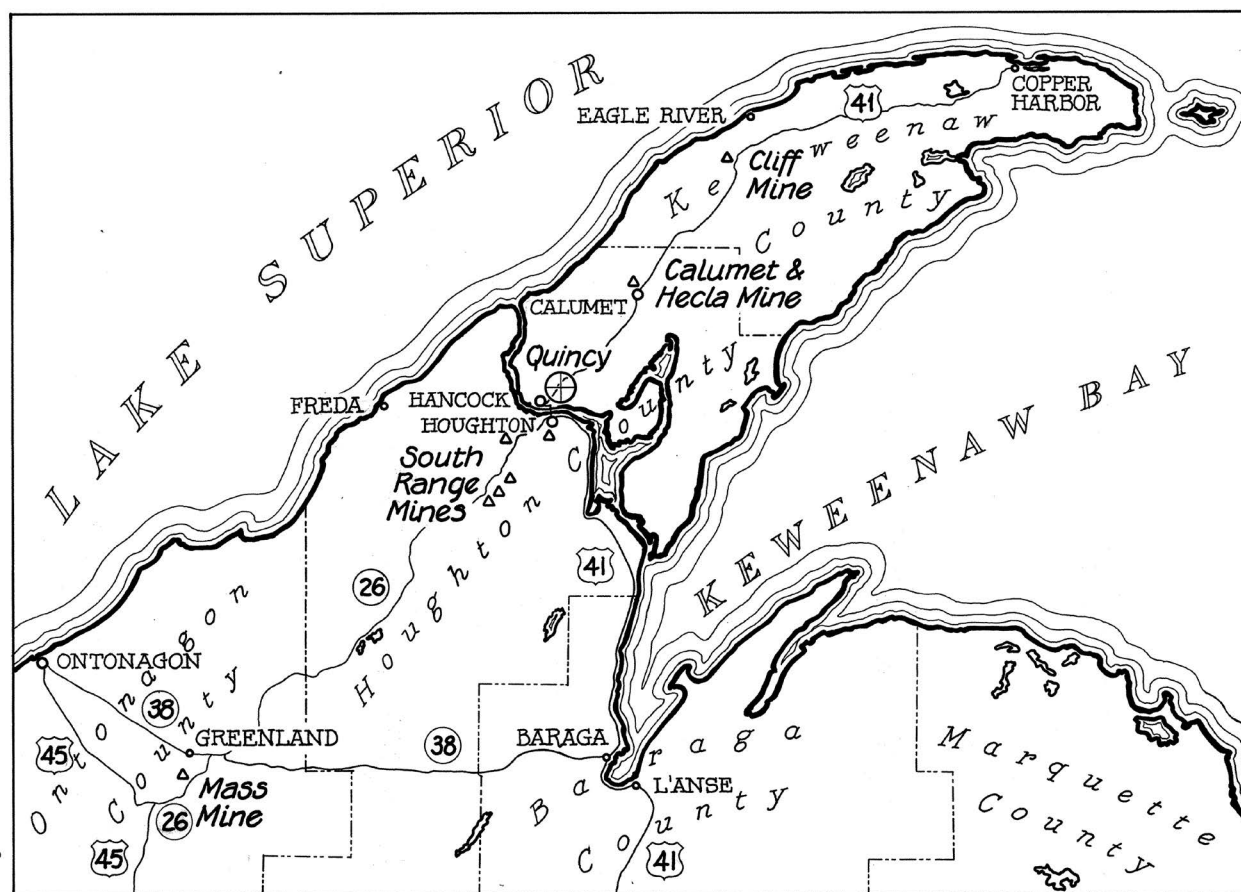 LAKE SUPERIOR
COPPER
HARBOR
41
EAGLE RIVER
Keweenaw
County
Cliff
Mine
Calumet &
Hecla Mine
CALUMET
Quincy
HANCOCK
HOUGHTON
FREDA
South
Range
Mines
KEWEENAW BAY
Houghton
County
41
26
ONTONAGON
Ontonagon
County
38
GREENLAND
38
BARAGA
L'ANSE
45
Mass
Mine
26
45
Baraga
County
41
Marquette
County